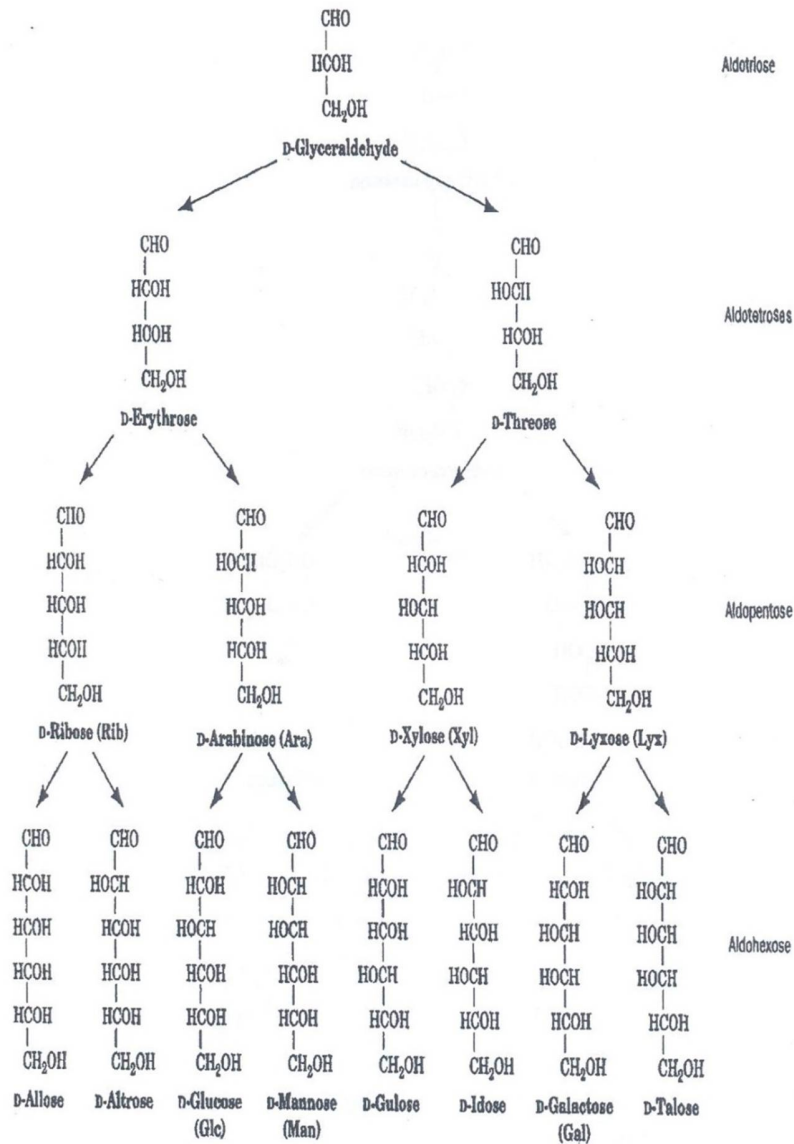 CHO
HCOH
CH₂OH
D-Glyceraldehyde
Aldotriose
CHO
HCOH
HCOH
CH₂OH
D-Erythrose
CHO
HOCH
HCOH
CH₂OH
D-Threose
Aldotetroses
CHO
HCOH
HCOH
HCOH
CH₂OH
D-Ribose (Rib)
CHO
HOCH
HCOH
HCOH
CH₂OH
D-Arabinose (Ara)
CHO
HCOH
HOCH
HCOH
CH₂OH
D-Xylose (Xyl)
CHO
HOCH
HOCH
HCOH
CH₂OH
D-Lyxose (Lyx)
Aldopentose
CHO
HCOH
HCOH
HCOH
HCOH
CH₂OH
D-Allose
CHO
HOCH
HCOH
HCOH
HCOH
CH₂OH
D-Altrose
CHO
HCOH
HOCH
HCOH
HCOH
CH₂OH
D-Glucose
(Glc)
CHO
HOCH
HOCH
HCOH
HCOH
CH₂OH
D-Mannose
(Man)
CHO
HCOH
HCOH
HOCH
HCOH
CH₂OH
D-Gulose
CHO
HOCH
HCOH
HOCH
HCOH
CH₂OH
D-Idose
CHO
HCOH
HOCH
HOCH
HCOH
CH₂OH
D-Galactose
(Gal)
CHO
HOCH
HOCH
HOCH
HCOH
CH₂OH
D-Talose
Aldohexose